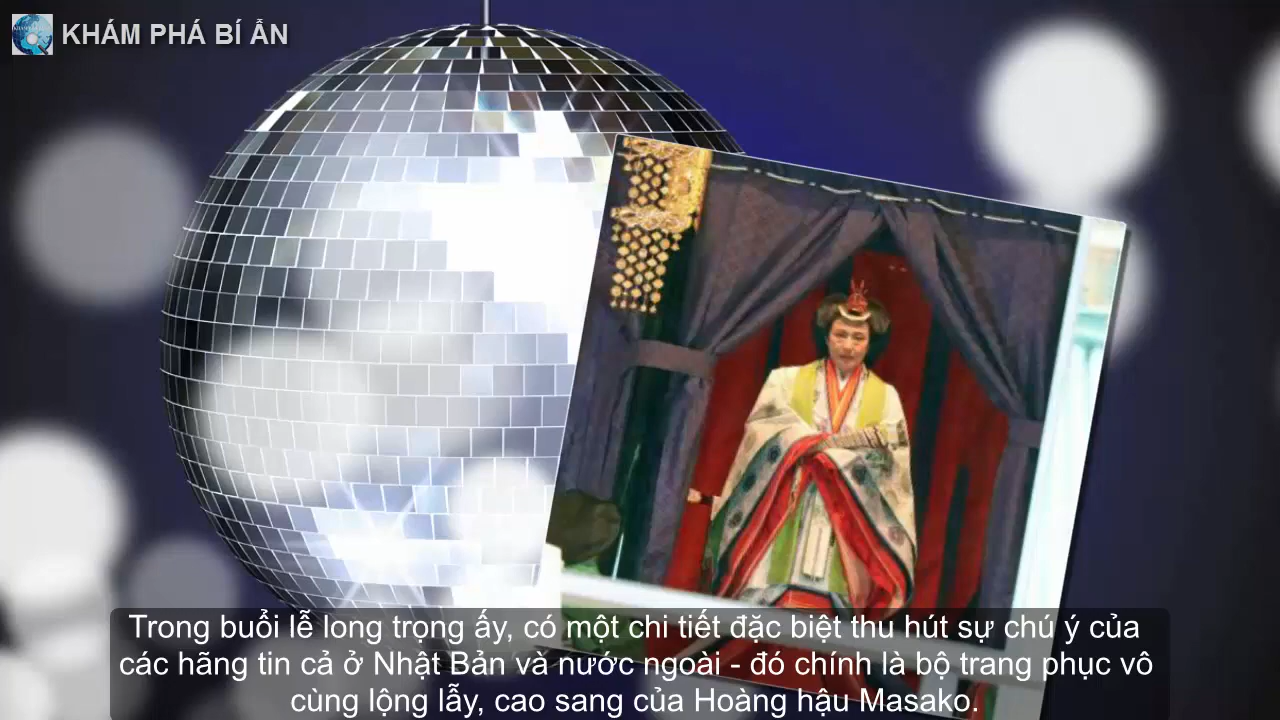 KHÁM PHÁ BÍ ẨN
Trong buổi lễ long trọng ấy, có một chi tiết đặc biệt thu hút sự chú ý của
các hãng tin cả ở Nhật Bản và nước ngoài - đó chính là bộ trang phục vô
cùng lộng lẫy, cao sang của Hoàng hậu Masako.